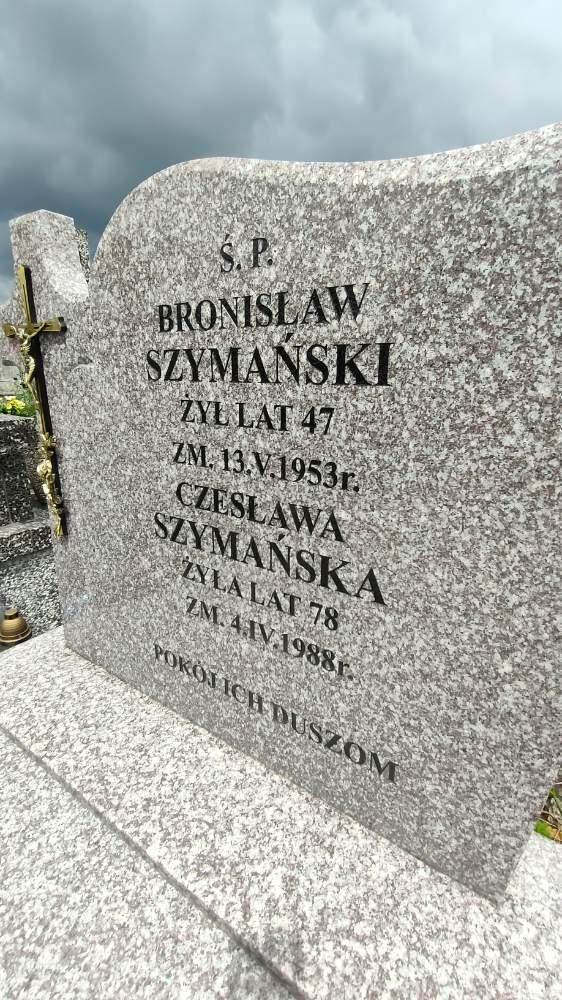 Ś. P.
BRONISŁAW
SZYMAŃSKI
ŻYŁ LAT 47
ZM. 13.V.1953r.
CZESŁAWA
SZYMAŃSKA
ŻYŁA LAT 78
ZM. 4.IV.1988r.
POKÓJ ICH DUSZOM